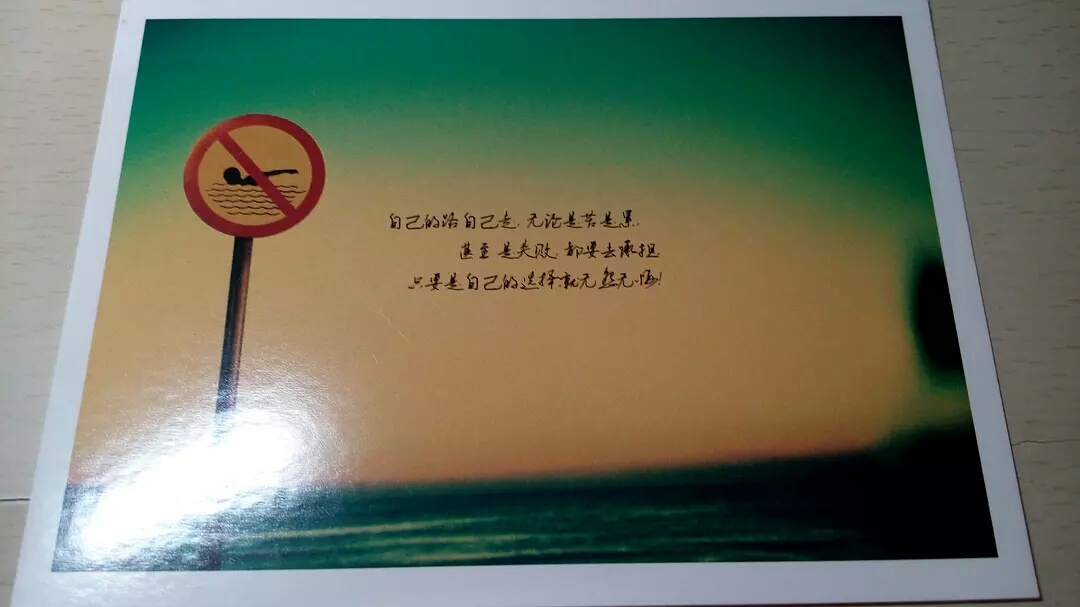 自己的路自己走,无论是苦是累,
甚至是失败,都要去承担
只要是自己的选择,就无怨无悔!